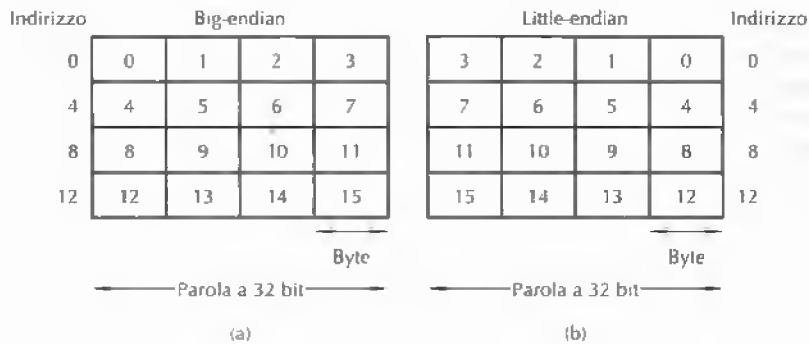 Indirizzo Big-endian Little-endian Indirizzo
0 0 1 2 3 3 2 1 0 0
4 4 5 6 7 7 6 5 4 4
8 8 9 10 11 11 10 9 8 8
12 12 13 14 15 15 14 13 12 12
Byte Byte
Parola a 32 bit Parola a 32 bit
(a) (b)